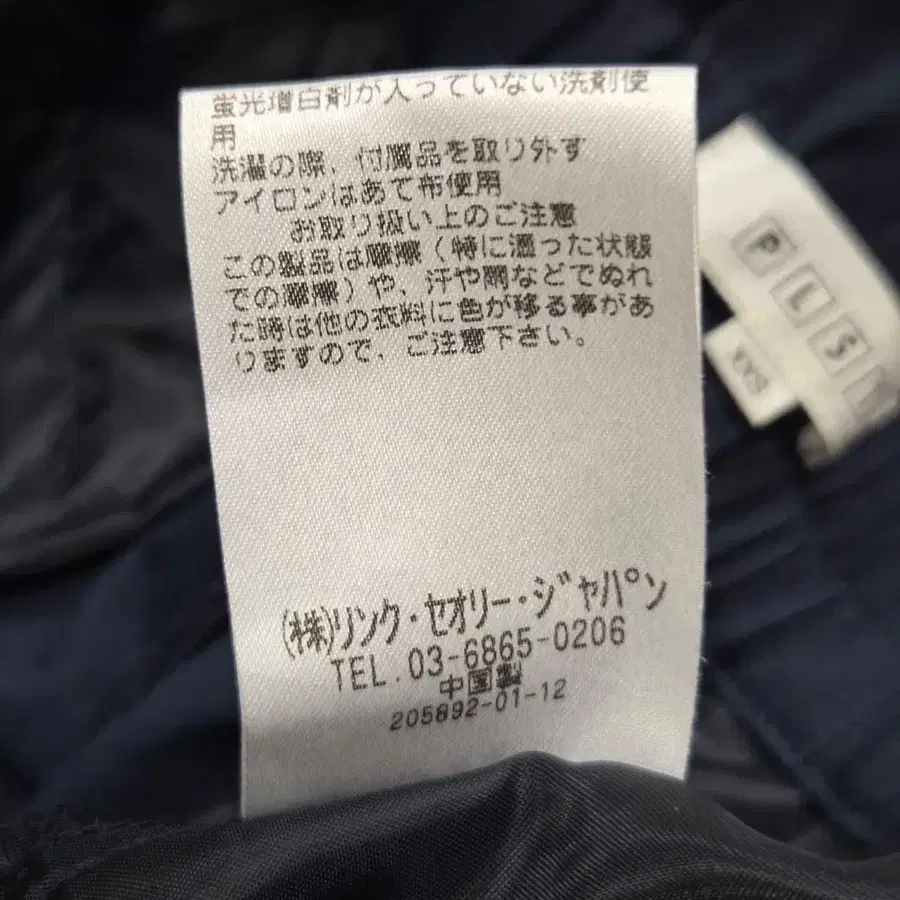 蛍光増白剤が入っていない洗剤使
用
洗濯の際、付属品を取り外す
アイロンはあて布使用
お取り扱い上のご注意
この製品は摩擦（特に湿った状態
での摩擦）や、汗や雨などでぬれ
た時は他の衣料に色が移る事があ
りますので、ご注意下さい。
(株)リンク・セオリー・ジャパン
TEL.03-6865-0206
中国製
205892-01-12
PLS
XXS